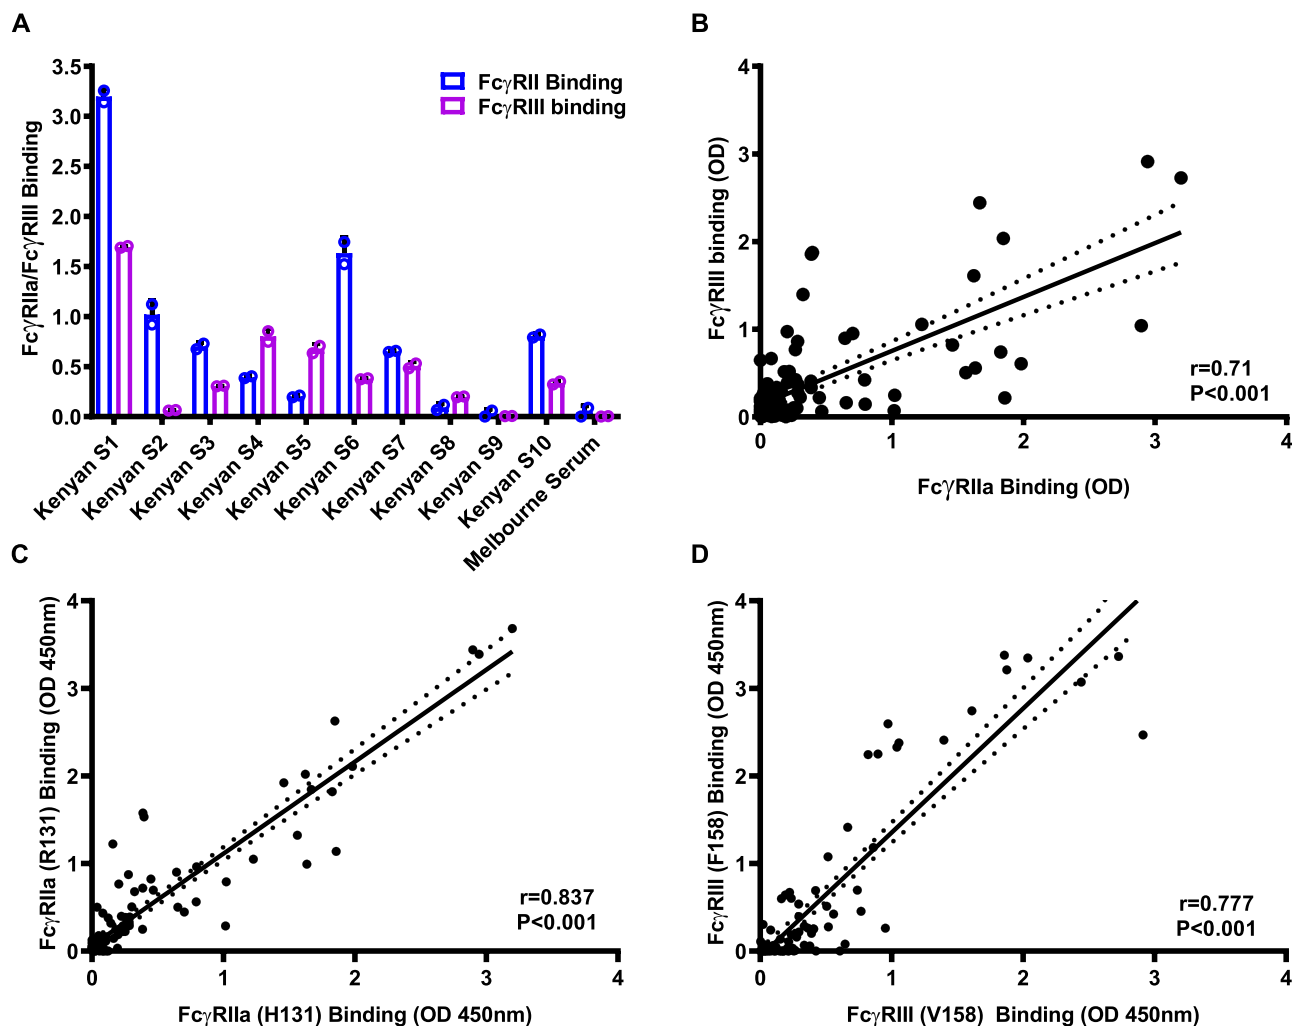 A
FcγRIIa/FcγRIII Binding
3.5
3.0
2.5
2.0
1.5
1.0
0.5
0.0
FcγRII Binding
FcγRIII binding
Kenyan S1
Kenyan S2
Kenyan S3
Kenyan S4
Kenyan S5
Kenyan S6
Kenyan S7
Kenyan S8
Kenyan S9
Kenyan S10
Melbourne Serum
B
FcγRIII binding (OD)
4
3
2
1
0
r=0.71
P<0.001
0 1 2 3 4
FcγRIIa Binding (OD)
C
FcγRIIa (R131) Binding (OD 450nm)
4
3
2
1
0
r=0.837
P<0.001
0 1 2 3 4
FcγRIIa (H131) Binding (OD 450nm)
D
FcγRIII (F158) Binding (OD 450nm)
4
3
2
1
0
r=0.777
P<0.001
0 1 2 3 4
FcγRIII (V158) Binding (OD 450nm)